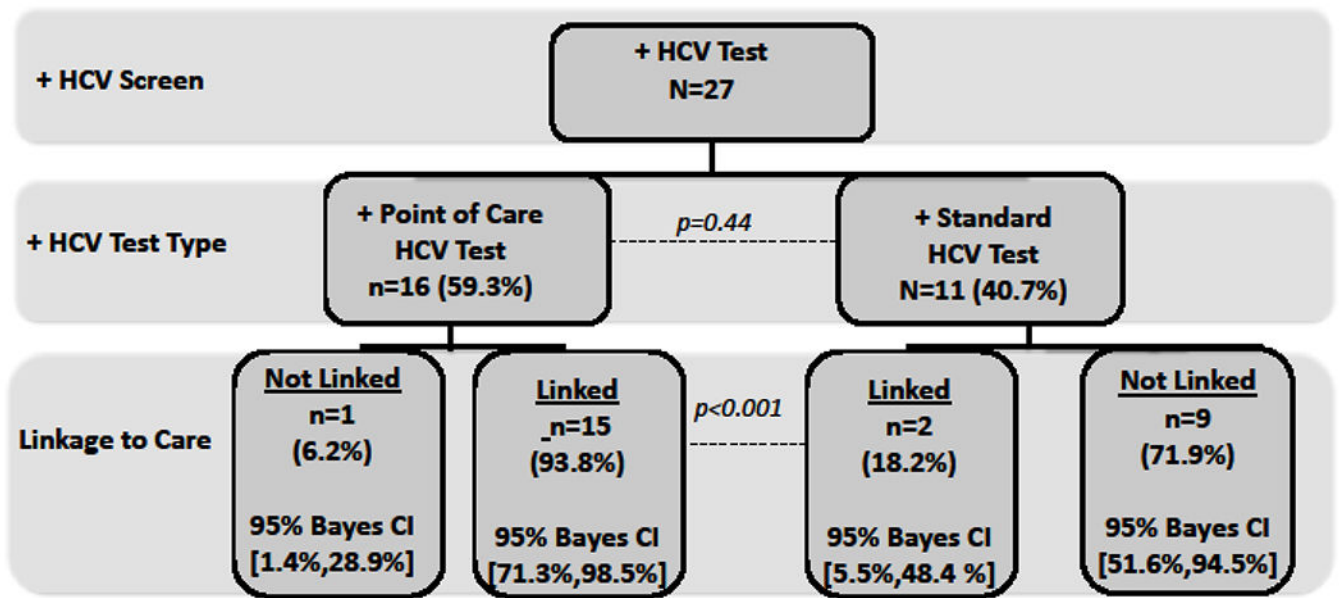 + HCV Screen
+ HCV Test
N=27
+ HCV Test Type
+ Point of Care
HCV Test
n=16 (59.3%)
p=0.44
+ Standard
HCV Test
N=11 (40.7%)
Linkage to Care
Not Linked
n=1
(6.2%)
95% Bayes CI
[1.4%,28.9%]
Linked
_n=15
(93.8%)
95% Bayes CI
[71.3%,98.5%]
p<0.001
Linked
n=2
(18.2%)
95% Bayes CI
[5.5%,48.4 %]
Not Linked
n=9
(71.9%)
95% Bayes CI
[51.6%,94.5%]